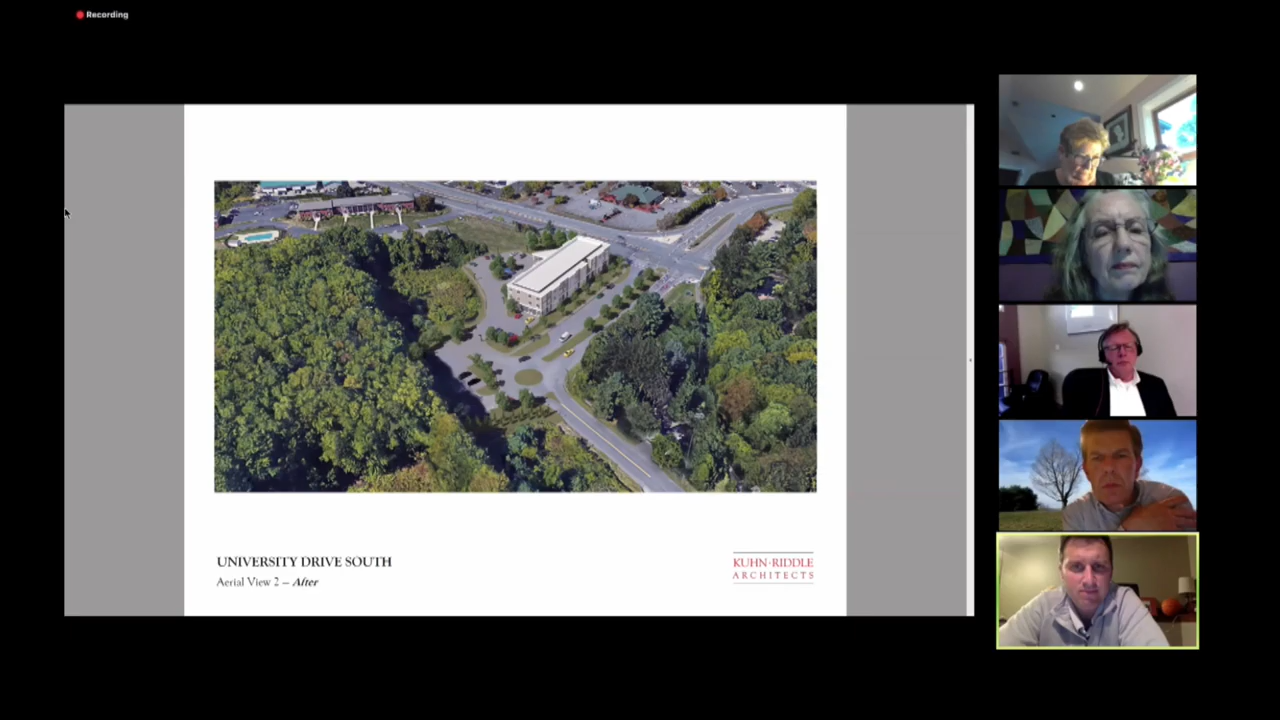 Recording
UNIVERSITY DRIVE SOUTH
Aerial View 2 – After
KUHN·RIDDLE
ARCHITECTS